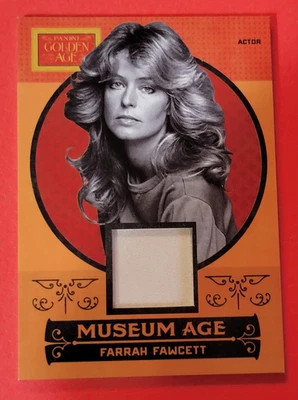 PANINI
GOLDEN
AGE
ACTOR
MUSEUM AGE
FARRAH FAWCETT